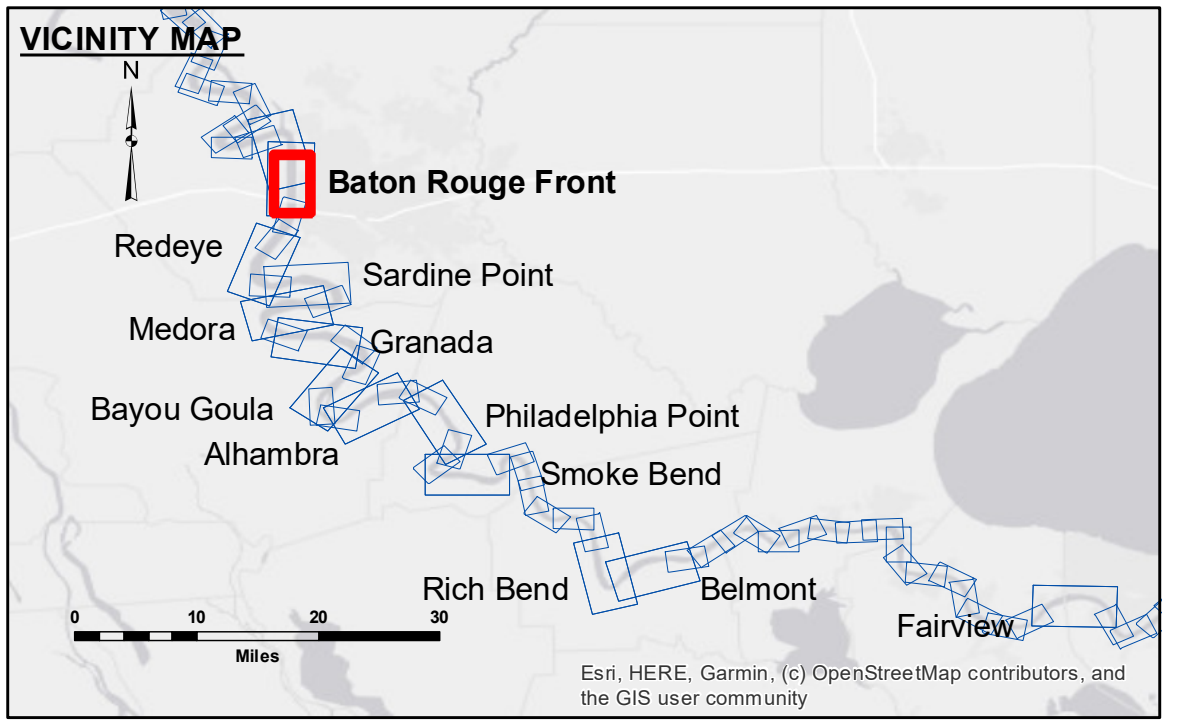 VICINITY MAP
N
Baton Rouge Front
Redeye
Sardine Point
Medora
Granada
Bayou Goula
Philadelphia Point
Alhambra
Smoke Bend
Rich Bend
Belmont
Fairview
0 10 20 30
Miles
Esri, HERE, Garmin, (c) OpenStreetMap contributors, and
the GIS user community